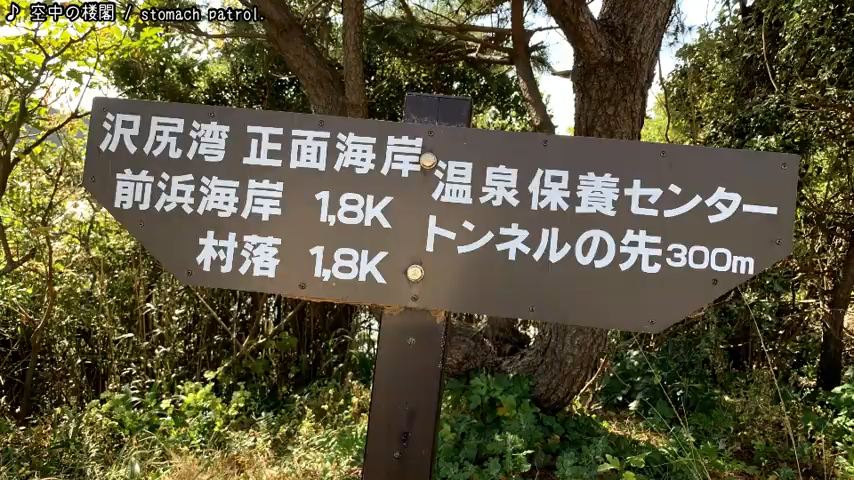 ♪ 空中の楼閣 / stomach patrol.
沢尻湾 正面海岸
前浜海岸 1,8K
村落 1,8K
温泉保養センター
トンネルの先300m